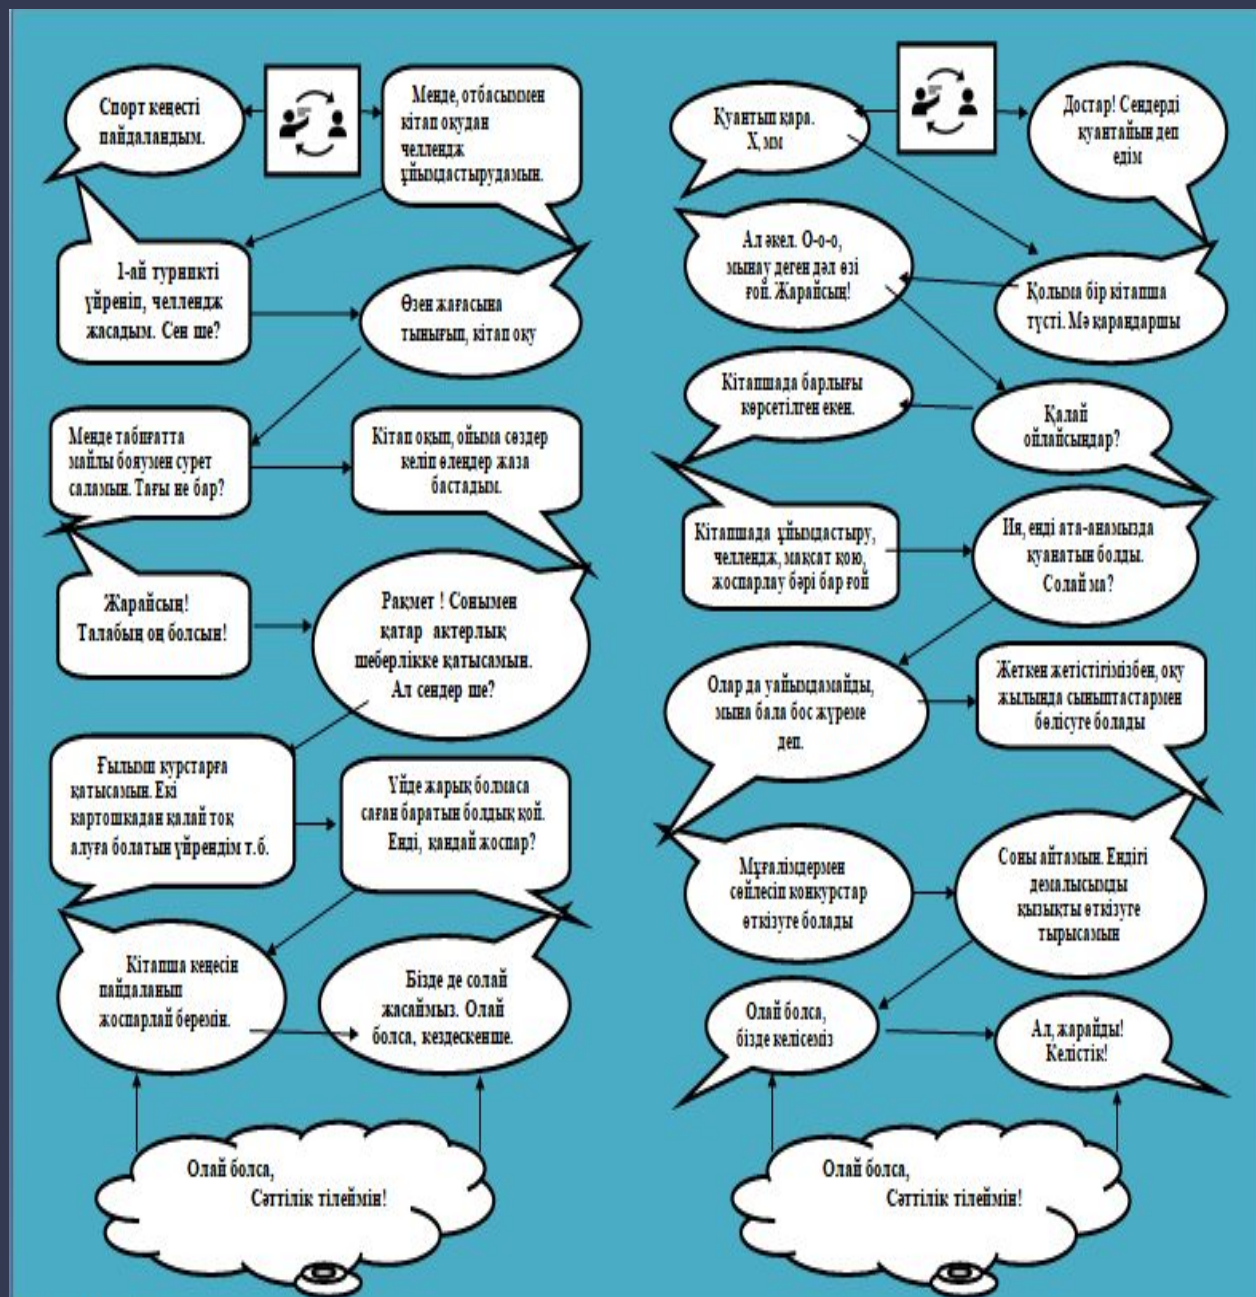 Спорт кеңесті
пайдаландым.
Менде, отбасыммен
кітап оқудан
челлендж
ұйымдастырудамын.
1-ай турникті
үйреніп, челлендж
жасадым. Сен ше?
Өзен жағасына
тынығып, кітап оқу
Менде табиғатта
майлы бояумен сурет
саламын. Тағы не бар?
Кітап оқып, ойыма сөздер
келіп өлеңдер жаза
бастадым.
Жарайсың!
Талабың оң болсын!
Рақмет ! Сонымен
қатар актерлық
шеберлікке қатысамын.
Ал сендер ше?
Ғылыми курстарға
қатысамын. Екі
картошкадан қалай тоқ
алуға болатын үйрендім т.б.
Үйде жарық болмаса
саған баратын болдық қой.
Енді, қандай жоспар?
Кітапша кеңесін
пайдаланып
жоспарлай беремін.
Бізде де солай
жасаймыз. Олай
болса, кездескенше.
Олай болса,
Сәттілік тілеймін!
Қуантып қара.
Х, мм
Достар! Сендерді
қуантайын деп
едім
Ал әкел. О-о-о,
мынау деген дәл өзі
ғой. Жарайсың!
Қолыма бір кітапша
түсті. Мә қараңдаршы
Кітапшада барлығы
көрсетілген екен.
Қалай
ойлайсыңдар?
Кітапшада ұйымдастыру,
челлендж, мақсат қою,
жоспарлау бәрі бар ғой
Ия, енді ата-анамызда
қуанатын болды.
Солай ма?
Олар да уайымдамайды,
мына бала бос жүреме
деп.
Жеткен жетістігімізбен, оқу
жылында сыныптастармен
бөлісуге болады
Мұғалімдермен
сөйлесіп конкурстар
өткізуге болады
Соны айтамын. Ендігі
демалысымды
қызықты өткізуге
тырысамын
Олай болса,
бізде келісеміз
Ал, жарайды!
Келістік!
Олай болса,
Сәттілік тілеймін!